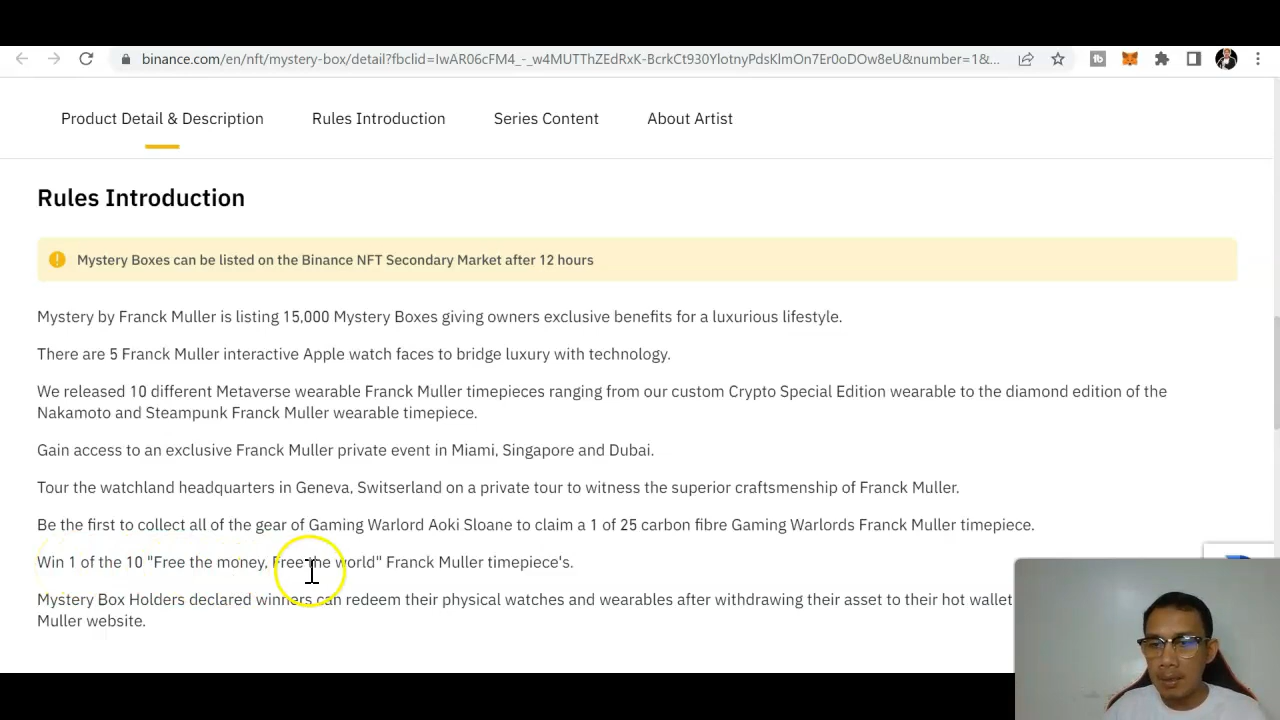 binance.com/en/nft/mystery-box/detail?fbclid=IwAR06cFM4_-_w4MUTThZEdRxK-BcrkCt930YlotnyPdsKlmOn7Er0oDOw8eU&number=1&...
Product Detail & Description Rules Introduction Series Content About Artist
Rules Introduction
Mystery Boxes can be listed on the Binance NFT Secondary Market after 12 hours
Mystery by Franck Muller is listing 15,000 Mystery Boxes giving owners exclusive benefits for a luxurious lifestyle.
There are 5 Franck Muller interactive Apple watch faces to bridge luxury with technology.
We released 10 different Metaverse wearable Franck Muller timepieces ranging from our custom Crypto Special Edition wearable to the diamond edition of the
Nakamoto and Steampunk Franck Muller wearable timepiece.
Gain access to an exclusive Franck Muller private event in Miami, Singapore and Dubai.
Tour the watchland headquarters in Geneva, Switserland on a private tour to witness the superior craftsmenship of Franck Muller.
Be the first to collect all of the gear of Gaming Warlord Aoki Sloane to claim a 1 of 25 carbon fibre Gaming Warlords Franck Muller timepiece.
Win 1 of the 10 "Free the money, Free the world" Franck Muller timepiece's.
Mystery Box Holders declared winners can redeem their physical watches and wearables after withdrawing their asset to their hot wallet
Muller website.